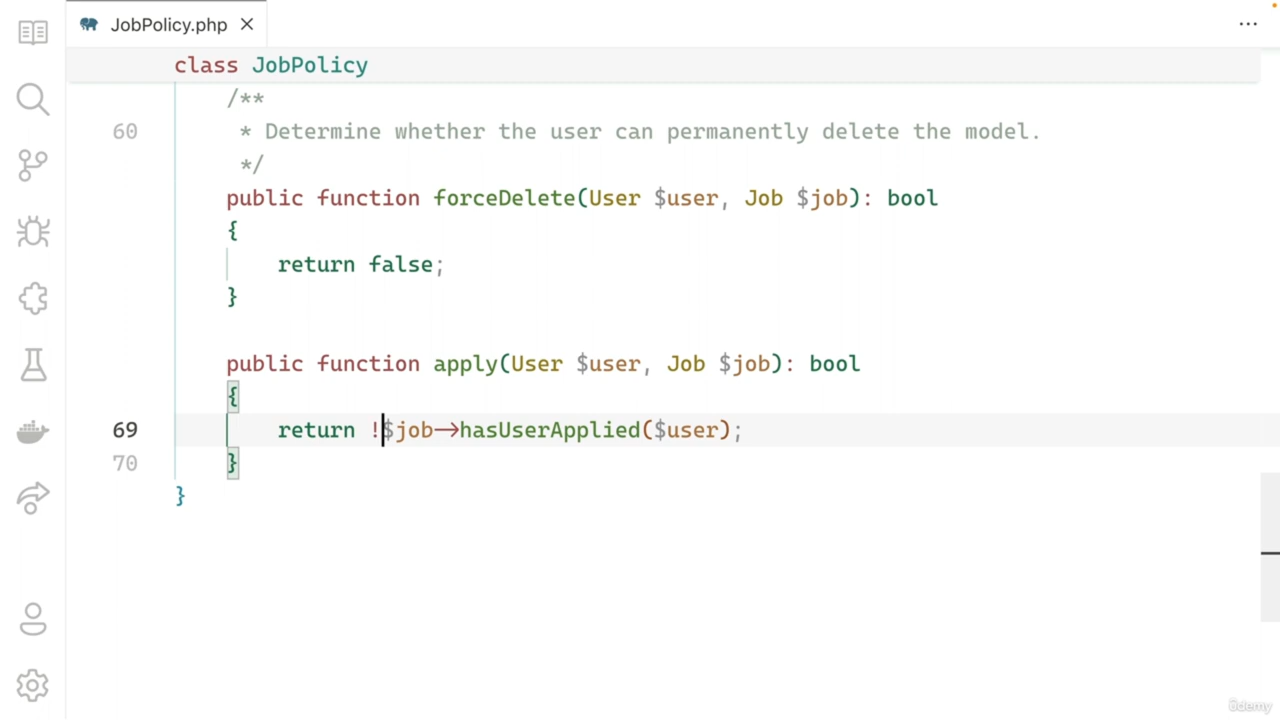 JobPolicy.php
class JobPolicy
/**
60 * Determine whether the user can permanently delete the model.
*/
public function forceDelete(User $user, Job $job): bool
{
return false;
}
public function apply(User $user, Job $job): bool
{
69 return !$job->hasUserApplied($user);
70 }
}
ûdemy